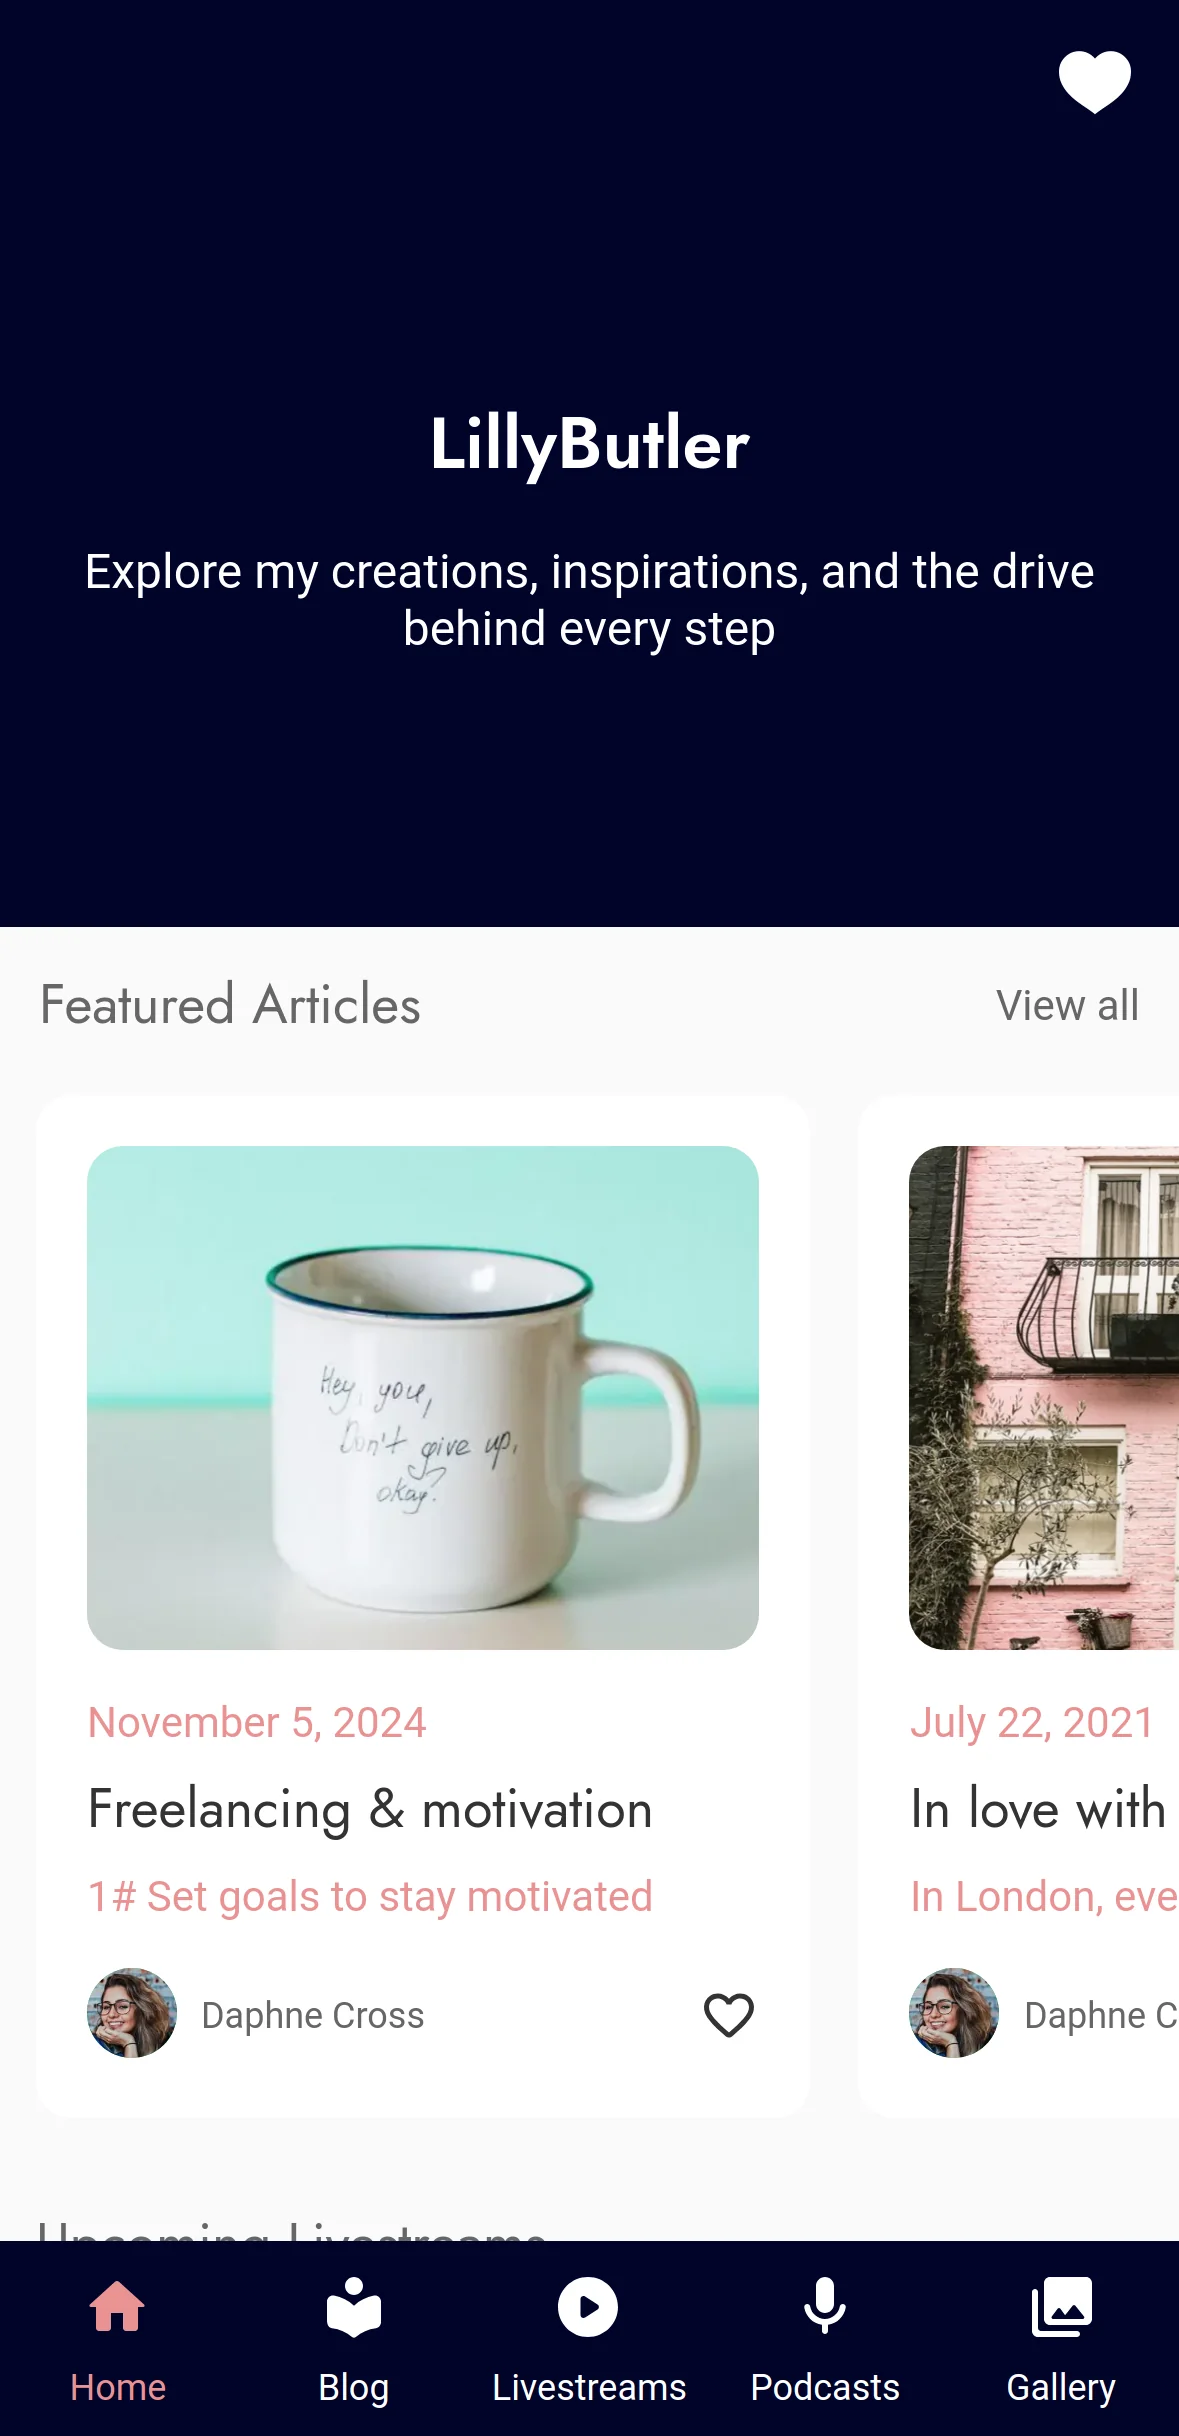 LillyButler
Explore my creations, inspirations, and the drive
behind every step
Featured Articles
View all
Hey, you,
Don't give up,
okay?
November 5, 2024
Freelancing & motivation
1# Set goals to stay motivated
Daphne Cross
July 22, 2021
In love with
In London, eve
Daphne C
Upcoming Livestreams
Home
Blog
Livestreams
Podcasts
Gallery